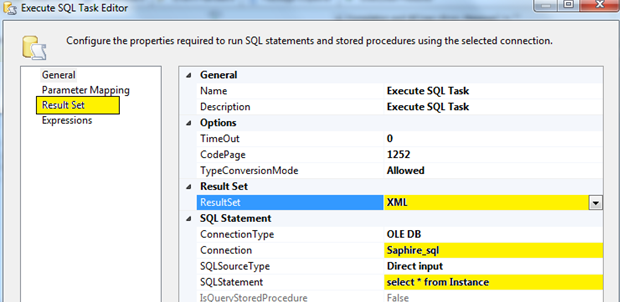 Execute SQL Task Editor
Configure the properties required to run SQL statements and stored procedures using the selected connection.
General
Parameter Mapping
Result Set
Expressions
General
Name Execute SQL Task
Description Execute SQL Task
Options
TimeOut 0
CodePage 1252
TypeConversionMode Allowed
Result Set
ResultSet XML
SQL Statement
ConnectionType OLE DB
Connection Saphire_sql
SQLSourceType Direct input
SQLStatement select * from Instance
IsQueryStoredProcedure False